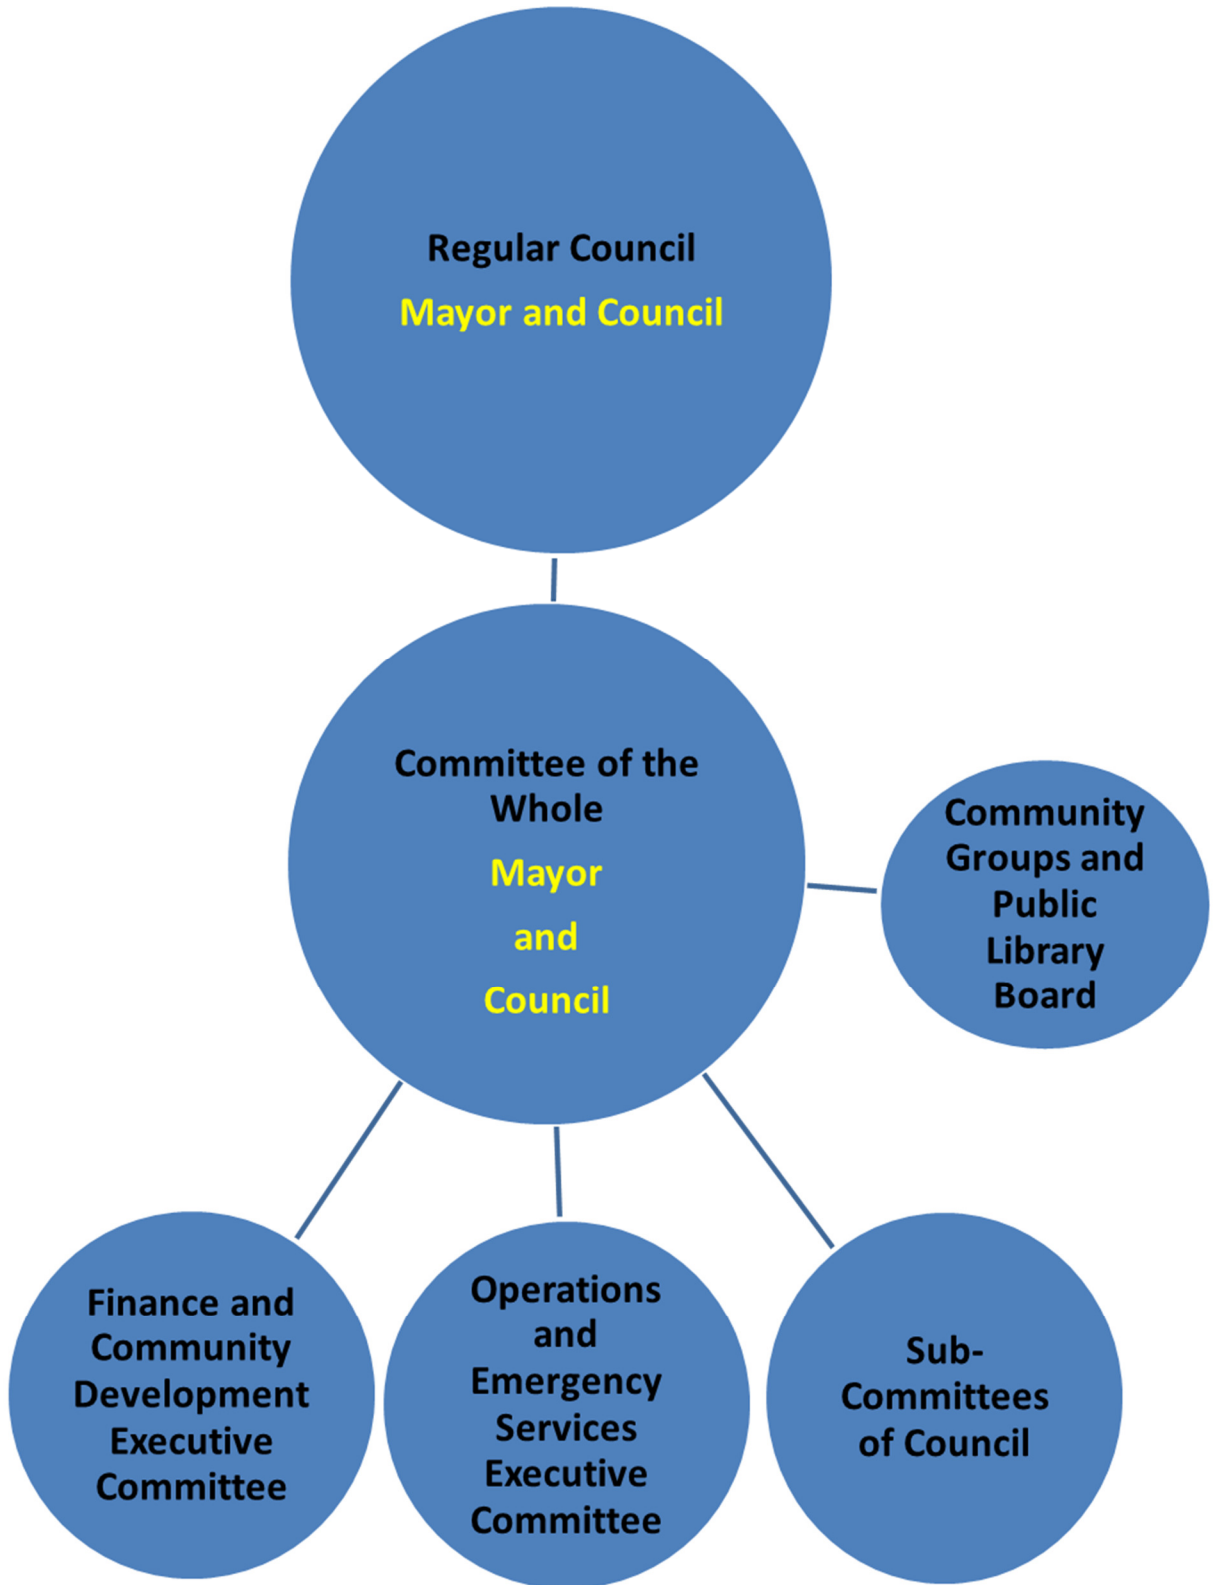 Regular Council
Mayor and Council
Committee of the
Whole
Mayor
and
Council
Community
Groups and
Public
Library
Board
Finance and
Community
Development
Executive
Committee
Operations
and
Emergency
Services
Executive
Committee
Sub-
Committees
of Council